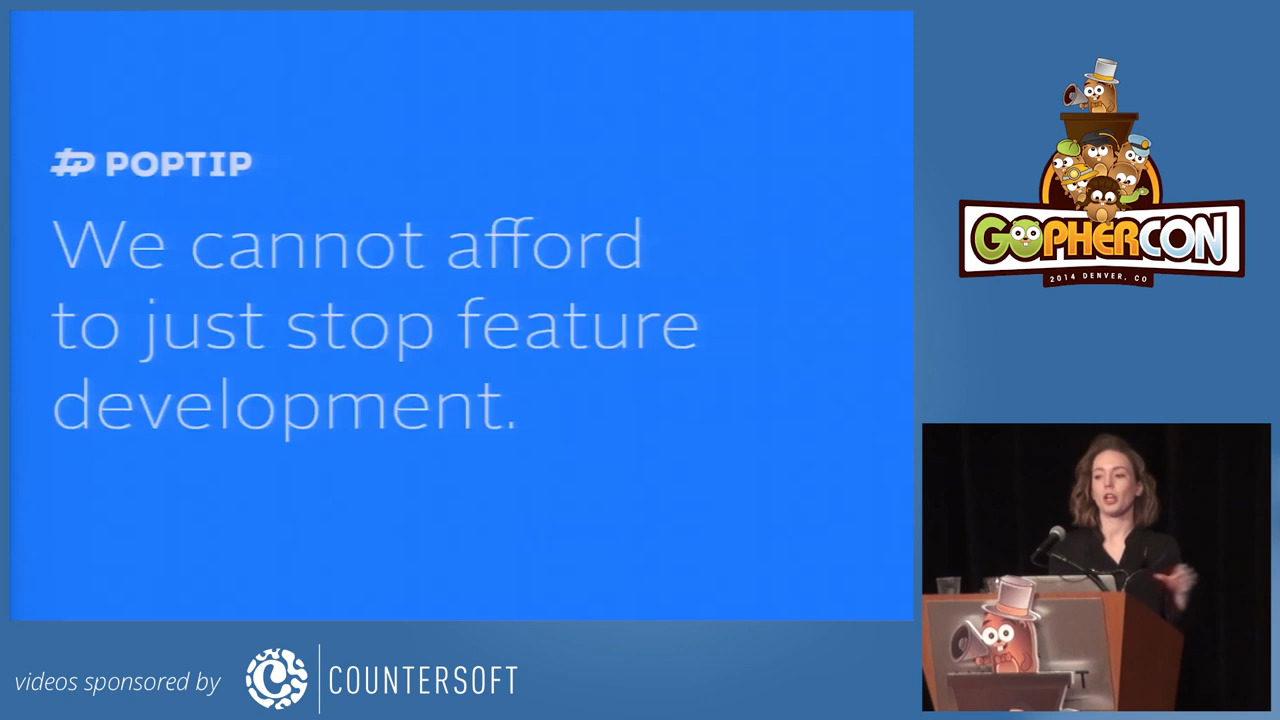 POPTIP
We cannot afford
to just stop feature
development.
GOPHERCON
2014 DENVER, CO
videos sponsored by
COUNTERSOFT
T